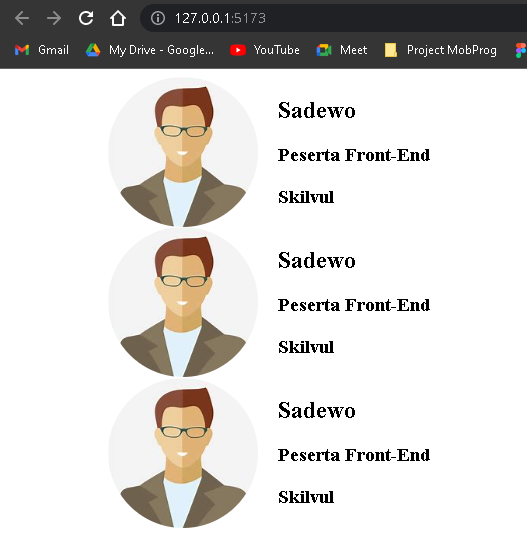 127.0.0.1:5173
Gmail My Drive - Google... YouTube Meet Project MobProg
Sadewo
Peserta Front-End
Skilvul
Sadewo
Peserta Front-End
Skilvul
Sadewo
Peserta Front-End
Skilvul